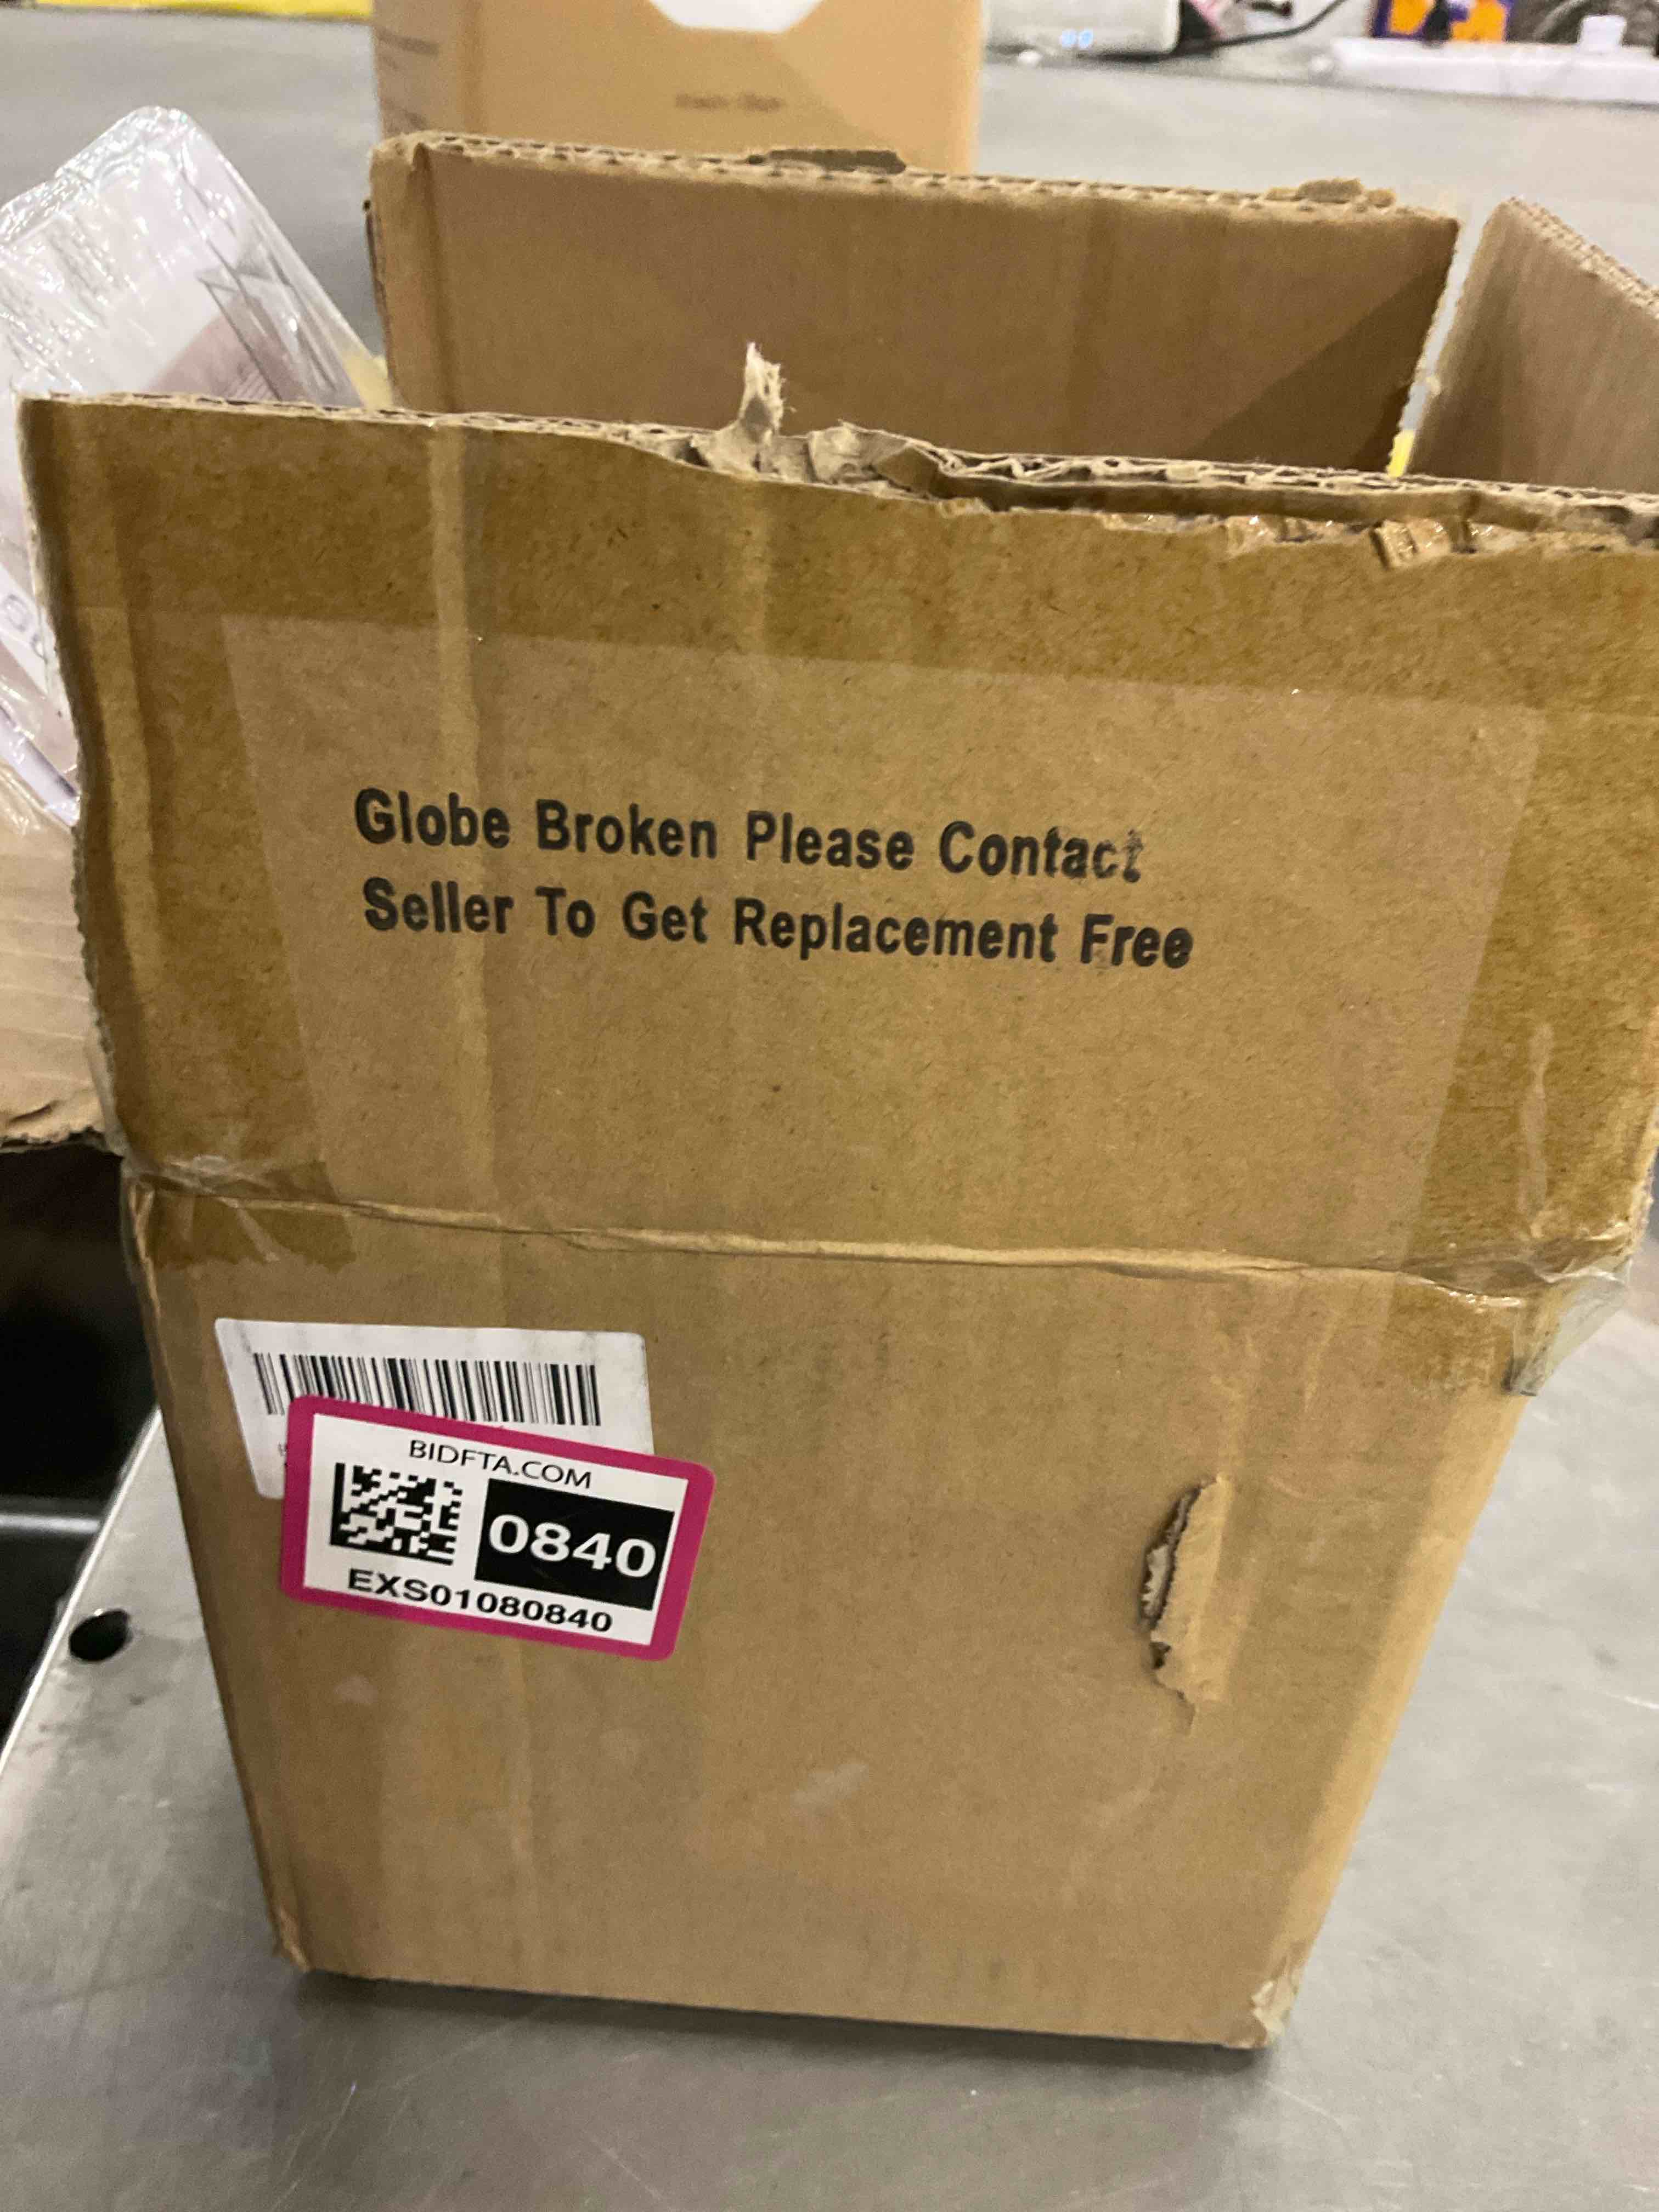 Globe Broken Please Contact
Seller To Get Replacement Free
BIDFTA.COM
0840
EXS01080840